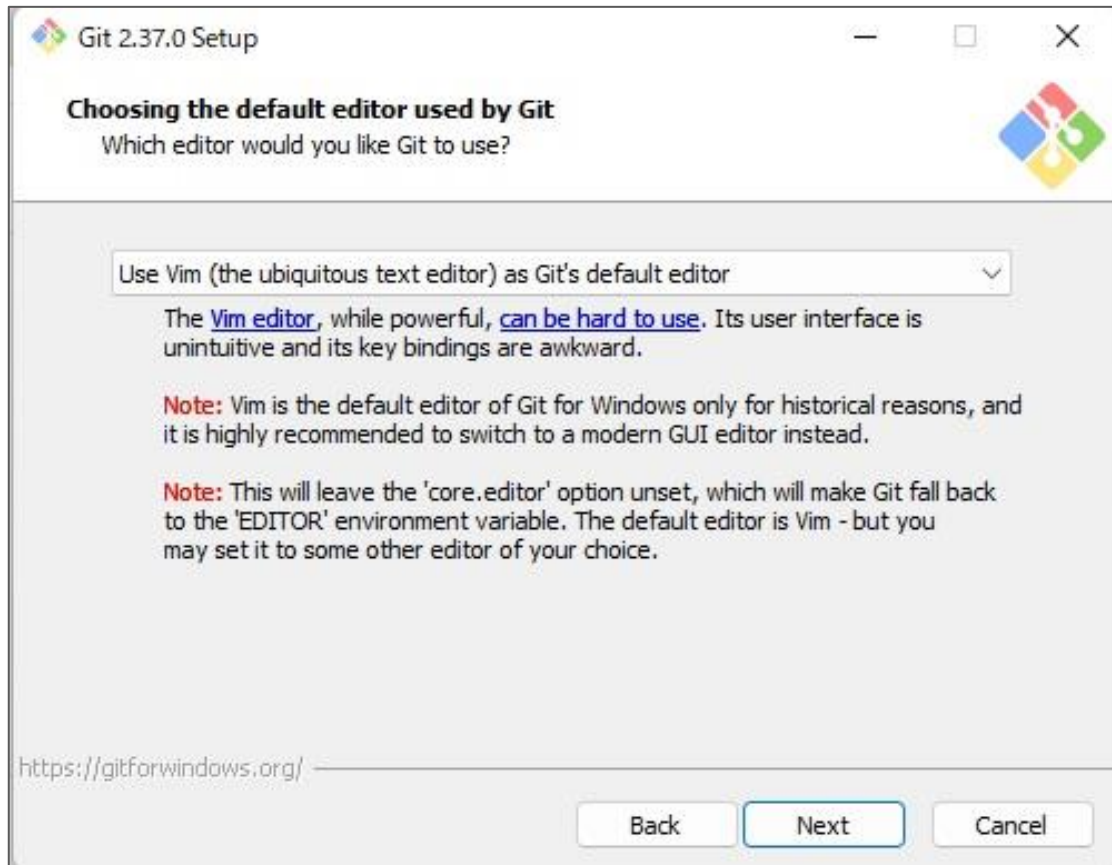 Git 2.37.0 Setup
Choosing the default editor used by Git
Which editor would you like Git to use?
Use Vim (the ubiquitous text editor) as Git's default editor
The Vim editor, while powerful, can be hard to use. Its user interface is
unintuitive and its key bindings are awkward.
Note: Vim is the default editor of Git for Windows only for historical reasons, and
it is highly recommended to switch to a modern GUI editor instead.
Note: This will leave the 'core.editor' option unset, which will make Git fall back
to the 'EDITOR' environment variable. The default editor is Vim - but you
may set it to some other editor of your choice.
https://gitforwindows.org/
Back Next Cancel